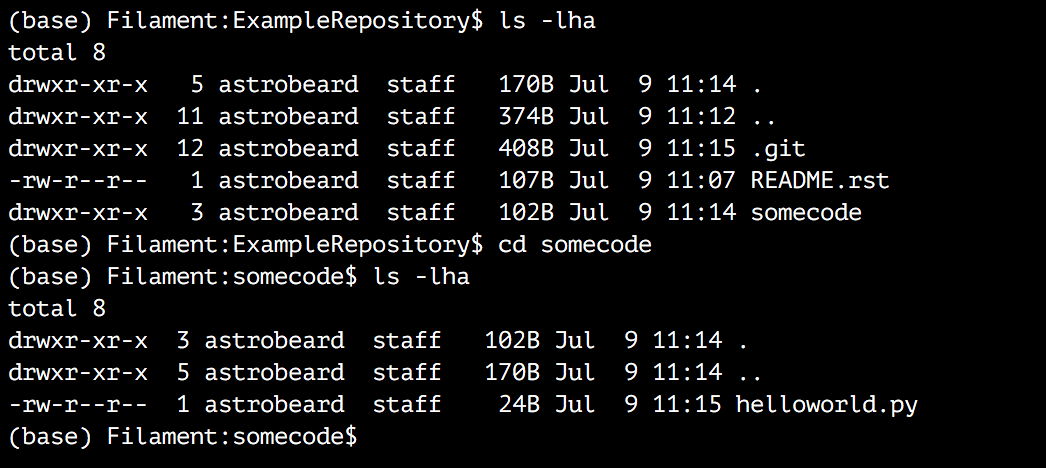 (base) Filament:ExampleRepository$ ls -lha
total 8
drwxr-xr-x   5 astrobeard  staff   170B Jul  9 11:14 .
drwxr-xr-x  11 astrobeard  staff   374B Jul  9 11:12 ..
drwxr-xr-x  12 astrobeard  staff   408B Jul  9 11:15 .git
-rw-r--r--   1 astrobeard  staff   107B Jul  9 11:07 README.rst
drwxr-xr-x   3 astrobeard  staff   102B Jul  9 11:14 somecode
(base) Filament:ExampleRepository$ cd somecode
(base) Filament:somecode$ ls -lha
total 8
drwxr-xr-x  3 astrobeard  staff   102B Jul  9 11:14 .
drwxr-xr-x  5 astrobeard  staff   170B Jul  9 11:14 ..
-rw-r--r--  1 astrobeard  staff    24B Jul  9 11:15 helloworld.py
(base) Filament:somecode$